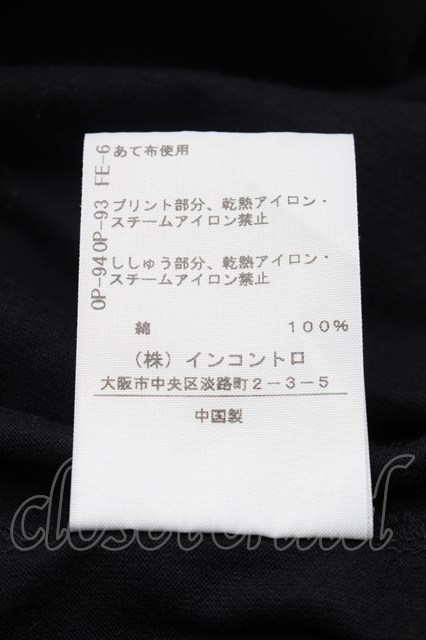 FE-6 あて布使用
OP-93 プリント部分、乾熱アイロン・
スチームアイロン禁止
OP-94 ししゅう部分、乾熱アイロン・
スチームアイロン禁止
綿 100%
(株)インコントロ
大阪市中央区淡路町2-3-5
中国製
closet child